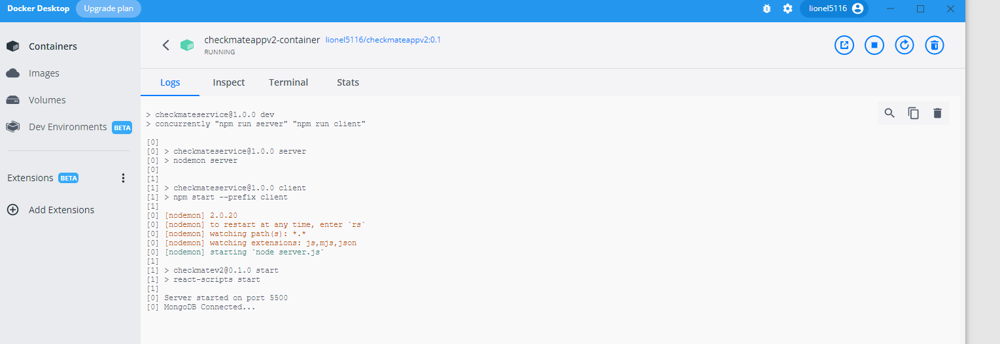 Docker Desktop Upgrade plan lionel5116
Containers
Images
Volumes
Dev Environments BETA
Extensions BETA
Add Extensions
checkmateappv2-container lionel5116/checkmateappv2:0.1
RUNNING
Logs Inspect Terminal Stats
> checkmateservice@1.0.0 dev
> concurrently "npm run server" "npm run client"
[0]
[0] > checkmateservice@1.0.0 server
[0] > nodemon server
[0]
[1]
[1] > checkmateservice@1.0.0 client
[1] > npm start --prefix client
[1]
[0] [nodemon] 2.0.20
[0] [nodemon] to restart at any time, enter `rs`
[0] [nodemon] watching path(s): *.*
[0] [nodemon] watching extensions: js,mjs,json
[0] [nodemon] starting `node server.js`
[1]
[1] > checkmatev2@0.1.0 start
[1] > react-scripts start
[1]
[0] Server started on port 5500
[0] MongoDB Connected...